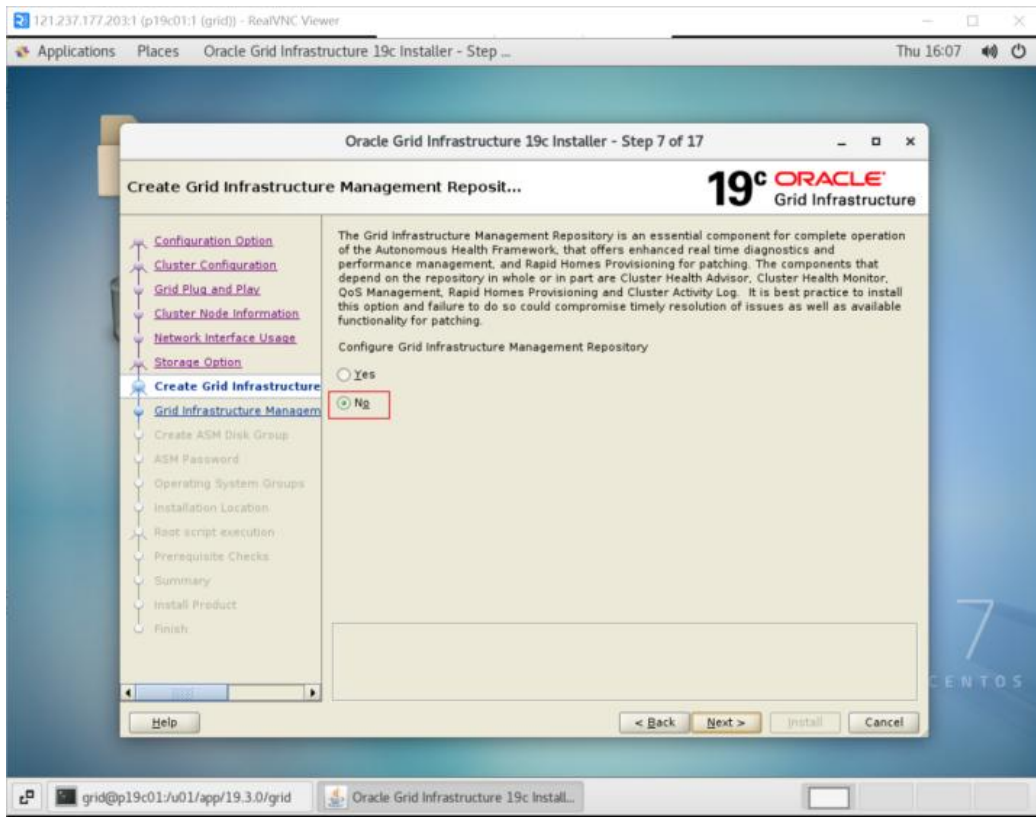 121.237.177.203:1 (p19c01:1 (grid)) - RealVNC Viewer
Applications Places Oracle Grid Infrastructure 19c Installer - Step ... Thu 16:07
Oracle Grid Infrastructure 19c Installer - Step 7 of 17
Create Grid Infrastructure Management Reposit...
19c ORACLE
Grid Infrastructure
Configuration Option
Cluster Configuration
Grid Plug and Play
Cluster Node Information
Network Interface Usage
Storage Option
Create Grid Infrastructure
Grid Infrastructure Managem
Create ASM Disk Group
ASM Password
Operating System Groups
Installation Location
Root script execution
Prerequisite Checks
Summary
Install Product
Finish
The Grid Infrastructure Management Repository is an essential component for complete operation
of the Autonomous Health Framework, that offers enhanced real time diagnostics and
performance management, and Rapid Homes Provisioning for patching. The components that
depend on the repository in whole or in part are Cluster Health Advisor, Cluster Health Monitor,
QoS Management, Rapid Homes Provisioning and Cluster Activity Log. It is best practice to install
this option and failure to do so could compromise timely resolution of issues as well as available
functionality for patching.
Configure Grid Infrastructure Management Repository
Yes
No
Help < Back Next > Install Cancel
7
CENTOS
grid@p19c01:/u01/app/19.3.0/grid Oracle Grid Infrastructure 19c Install...